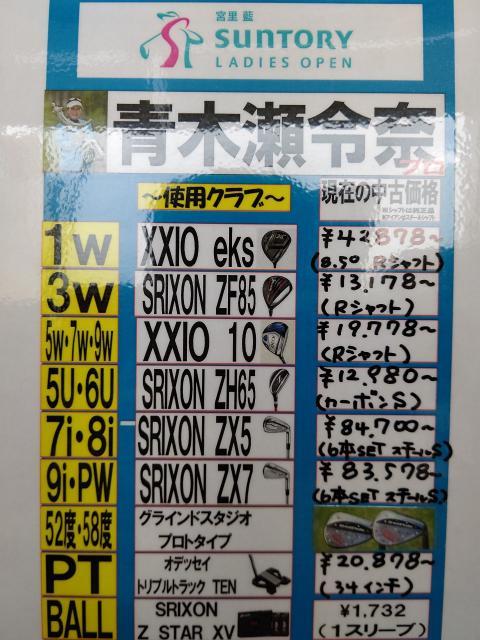 宮里 藍
SUNTORY
LADIES OPEN
青木瀬令奈
プロ
～使用クラブ～
現在の中古価格
1W
XXIO eks
¥42,878～
(8.5° Rシャフト)
3W
SRIXON ZF85
¥13,178～
(Rシャフト)
5W・7W・9W
XXIO 10
¥19,778～
(Rシャフト)
5U・6U
SRIXON ZH65
¥12,980～
(カーボンS)
7i・8i
SRIXON ZX5
¥84,700～
(6本SET スチールS)
9i・PW
SRIXON ZX7
¥83,578～
(6本SET スチールS)
52度・58度
グラインドスタジオ
プロトタイプ
PT
オデッセイ
トリプルトラック TEN
¥20,878～
(34インチ)
BALL
SRIXON
Z STAR XV
¥1,732
(1スリーブ)